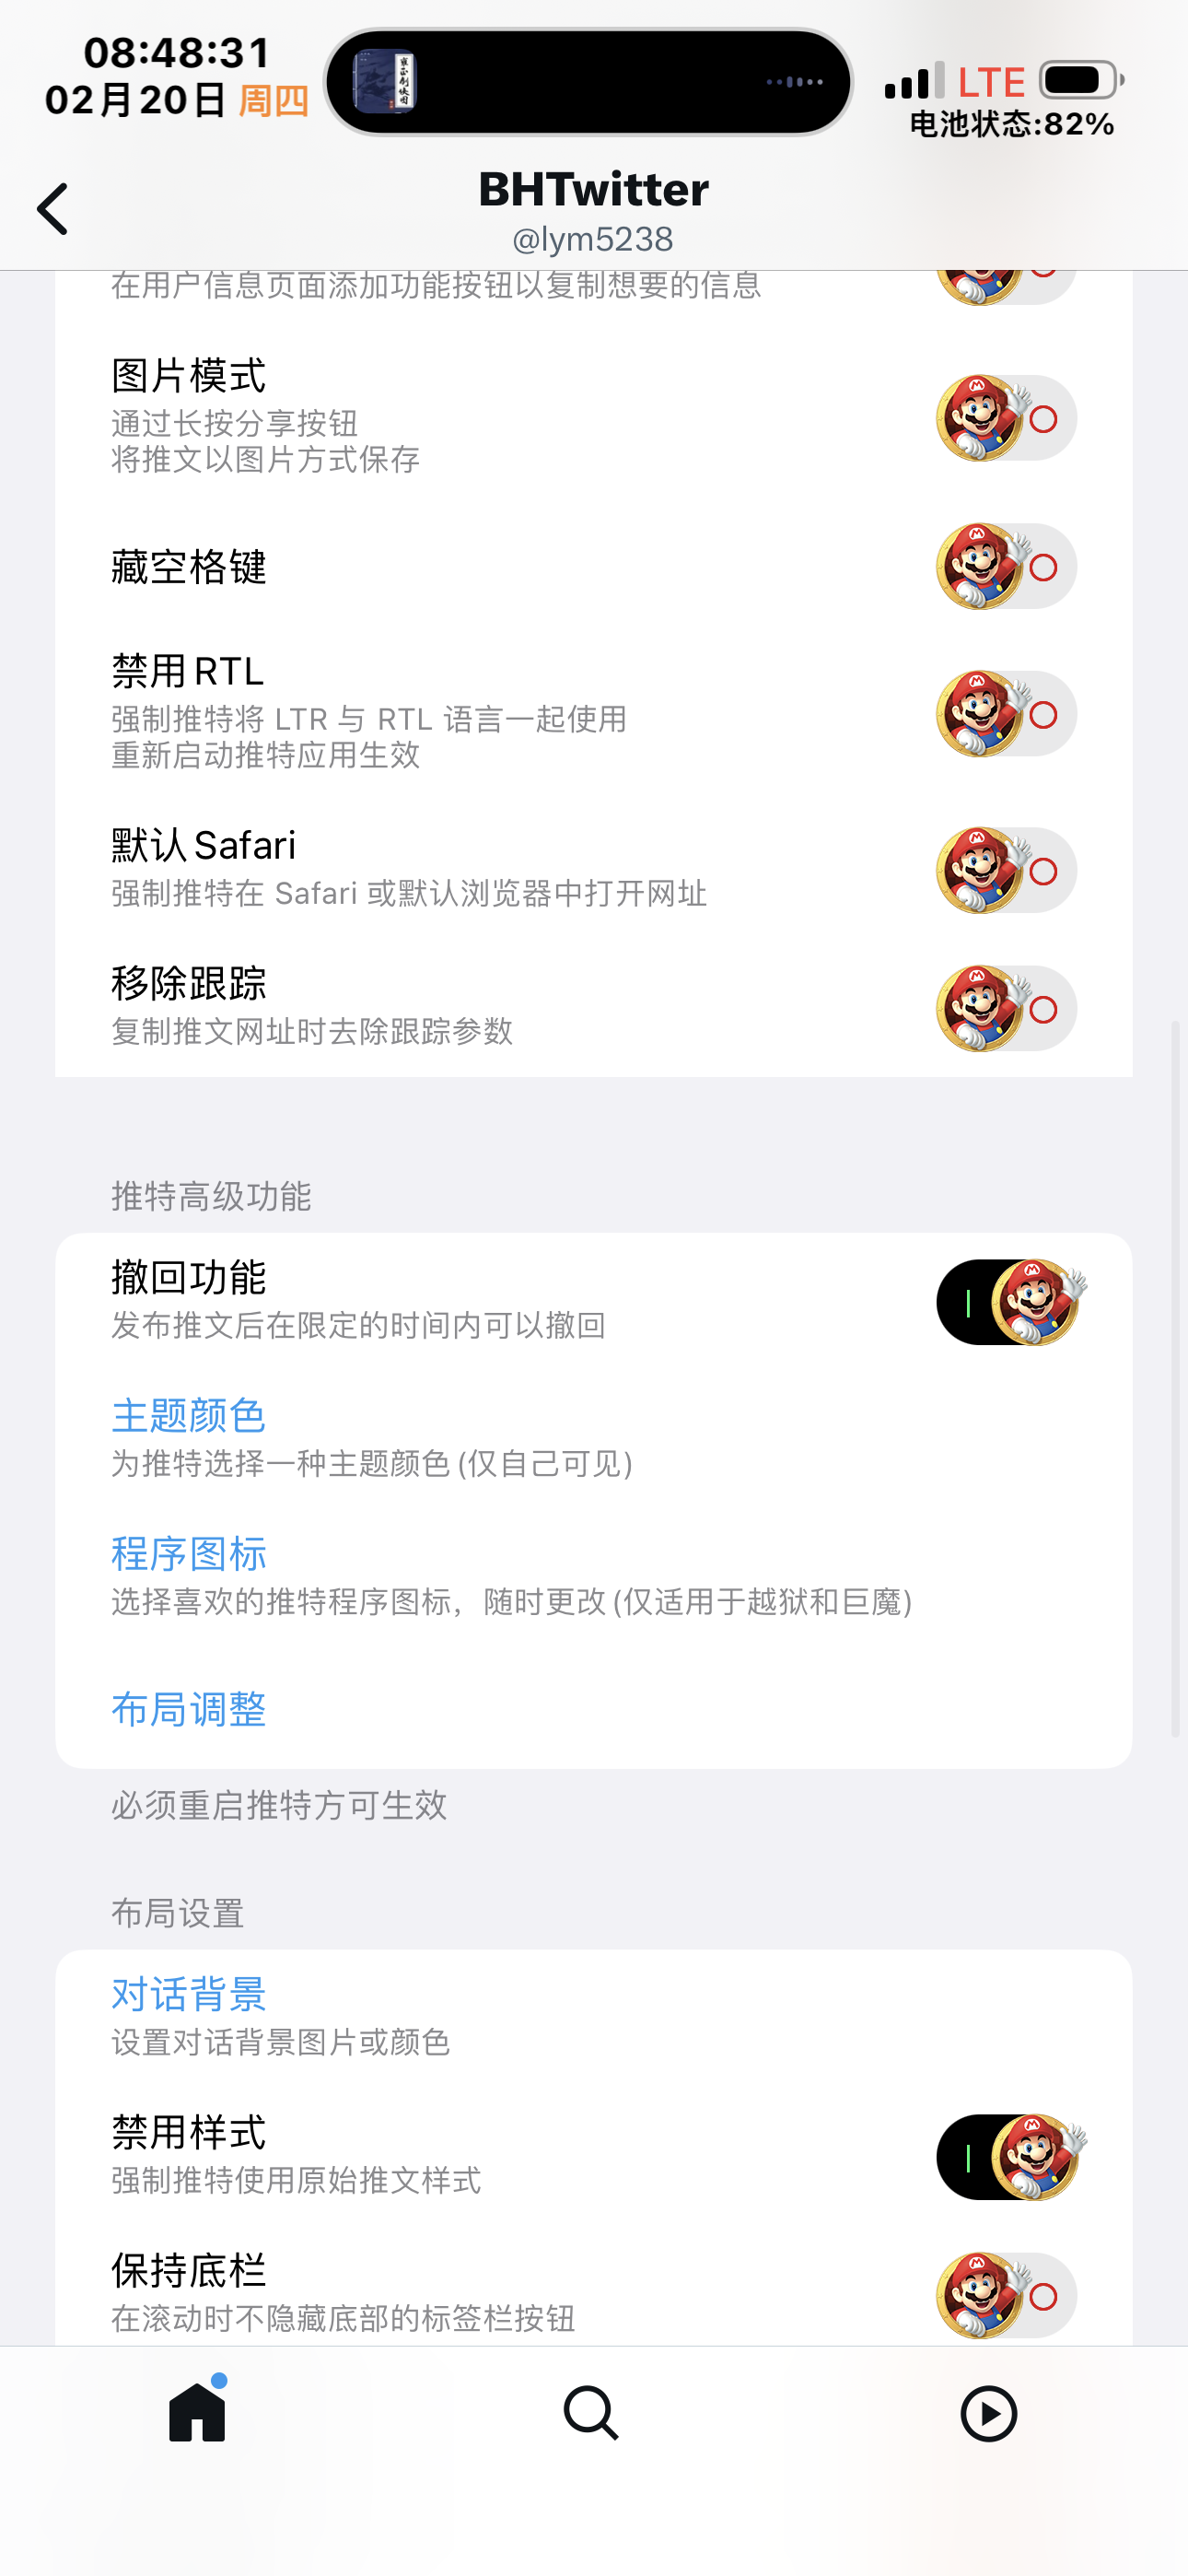 08:48:31
02月20日 周四
LTE
电池状态:82%
BHTwitter
@lym5238
在用户信息页面添加功能按钮以复制想要的信息
图片模式
通过长按分享按钮
将推文以图片方式保存
藏空格键
禁用RTL
强制推特将 LTR 与 RTL 语言一起使用
重新启动推特应用生效
默认Safari
强制推特在 Safari 或默认浏览器中打开网址
移除跟踪
复制推文网址时去除跟踪参数
推特高级功能
撤回功能
发布推文后在限定的时间内可以撤回
主题颜色
为推特选择一种主题颜色(仅自己可见)
程序图标
选择喜欢的推特程序图标，随时更改(仅适用于越狱和巨魔)
布局调整
必须重启推特方可生效
布局设置
对话背景
设置对话背景图片或颜色
禁用样式
强制推特使用原始推文样式
保持底栏
在滚动时不隐藏底部的标签栏按钮